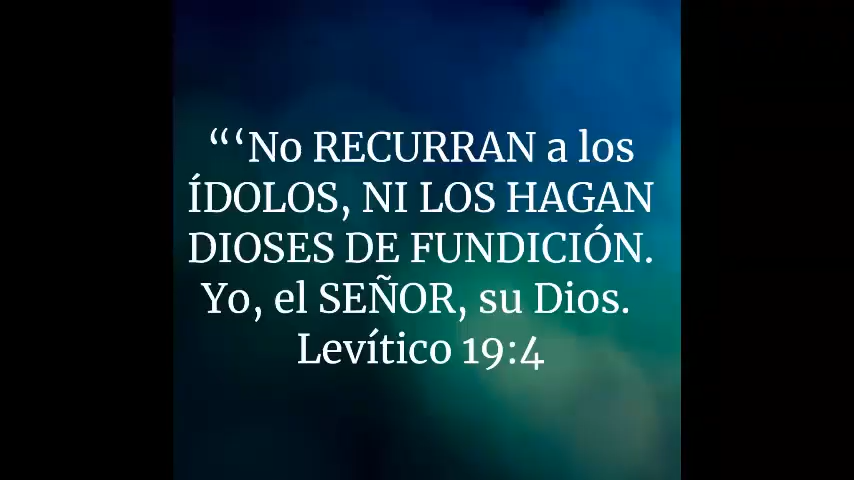 “‘No RECURRAN a los
ÍDOLOS, NI LOS HAGAN
DIOSES DE FUNDICIÓN.
Yo, el SEÑOR, su Dios.
Levítico 19:4